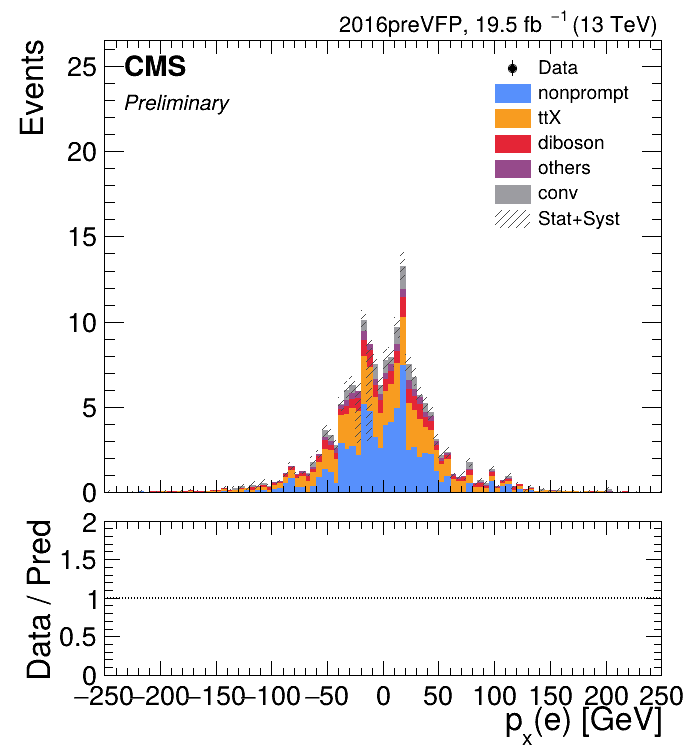 2016preVFP, 19.5 fb⁻¹ (13 TeV)
Events
CMS
Preliminary
Data
nonprompt
ttX
diboson
others
conv
Stat+Syst
25
20
15
10
5
0
Data / Pred
2
1.5
1
0.5
0
−250 −200 −150 −100 −50 0 50 100 150 200 250
pₓ(e) [GeV]